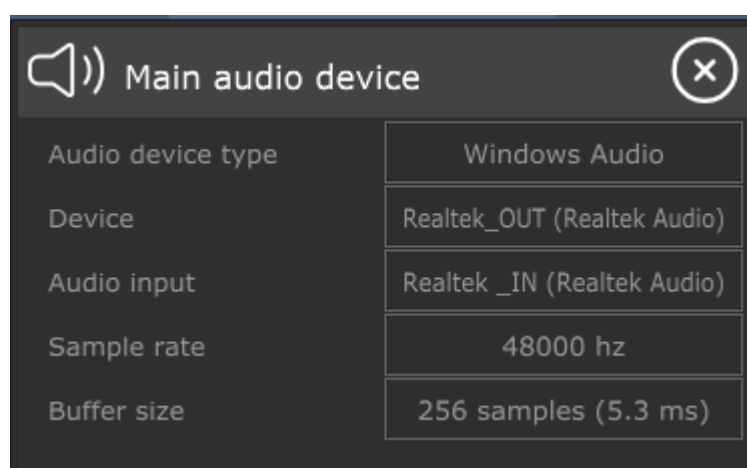 Main audio device
Audio device type Windows Audio
Device Realtek_OUT (Realtek Audio)
Audio input Realtek _IN (Realtek Audio)
Sample rate 48000 hz
Buffer size 256 samples (5.3 ms)